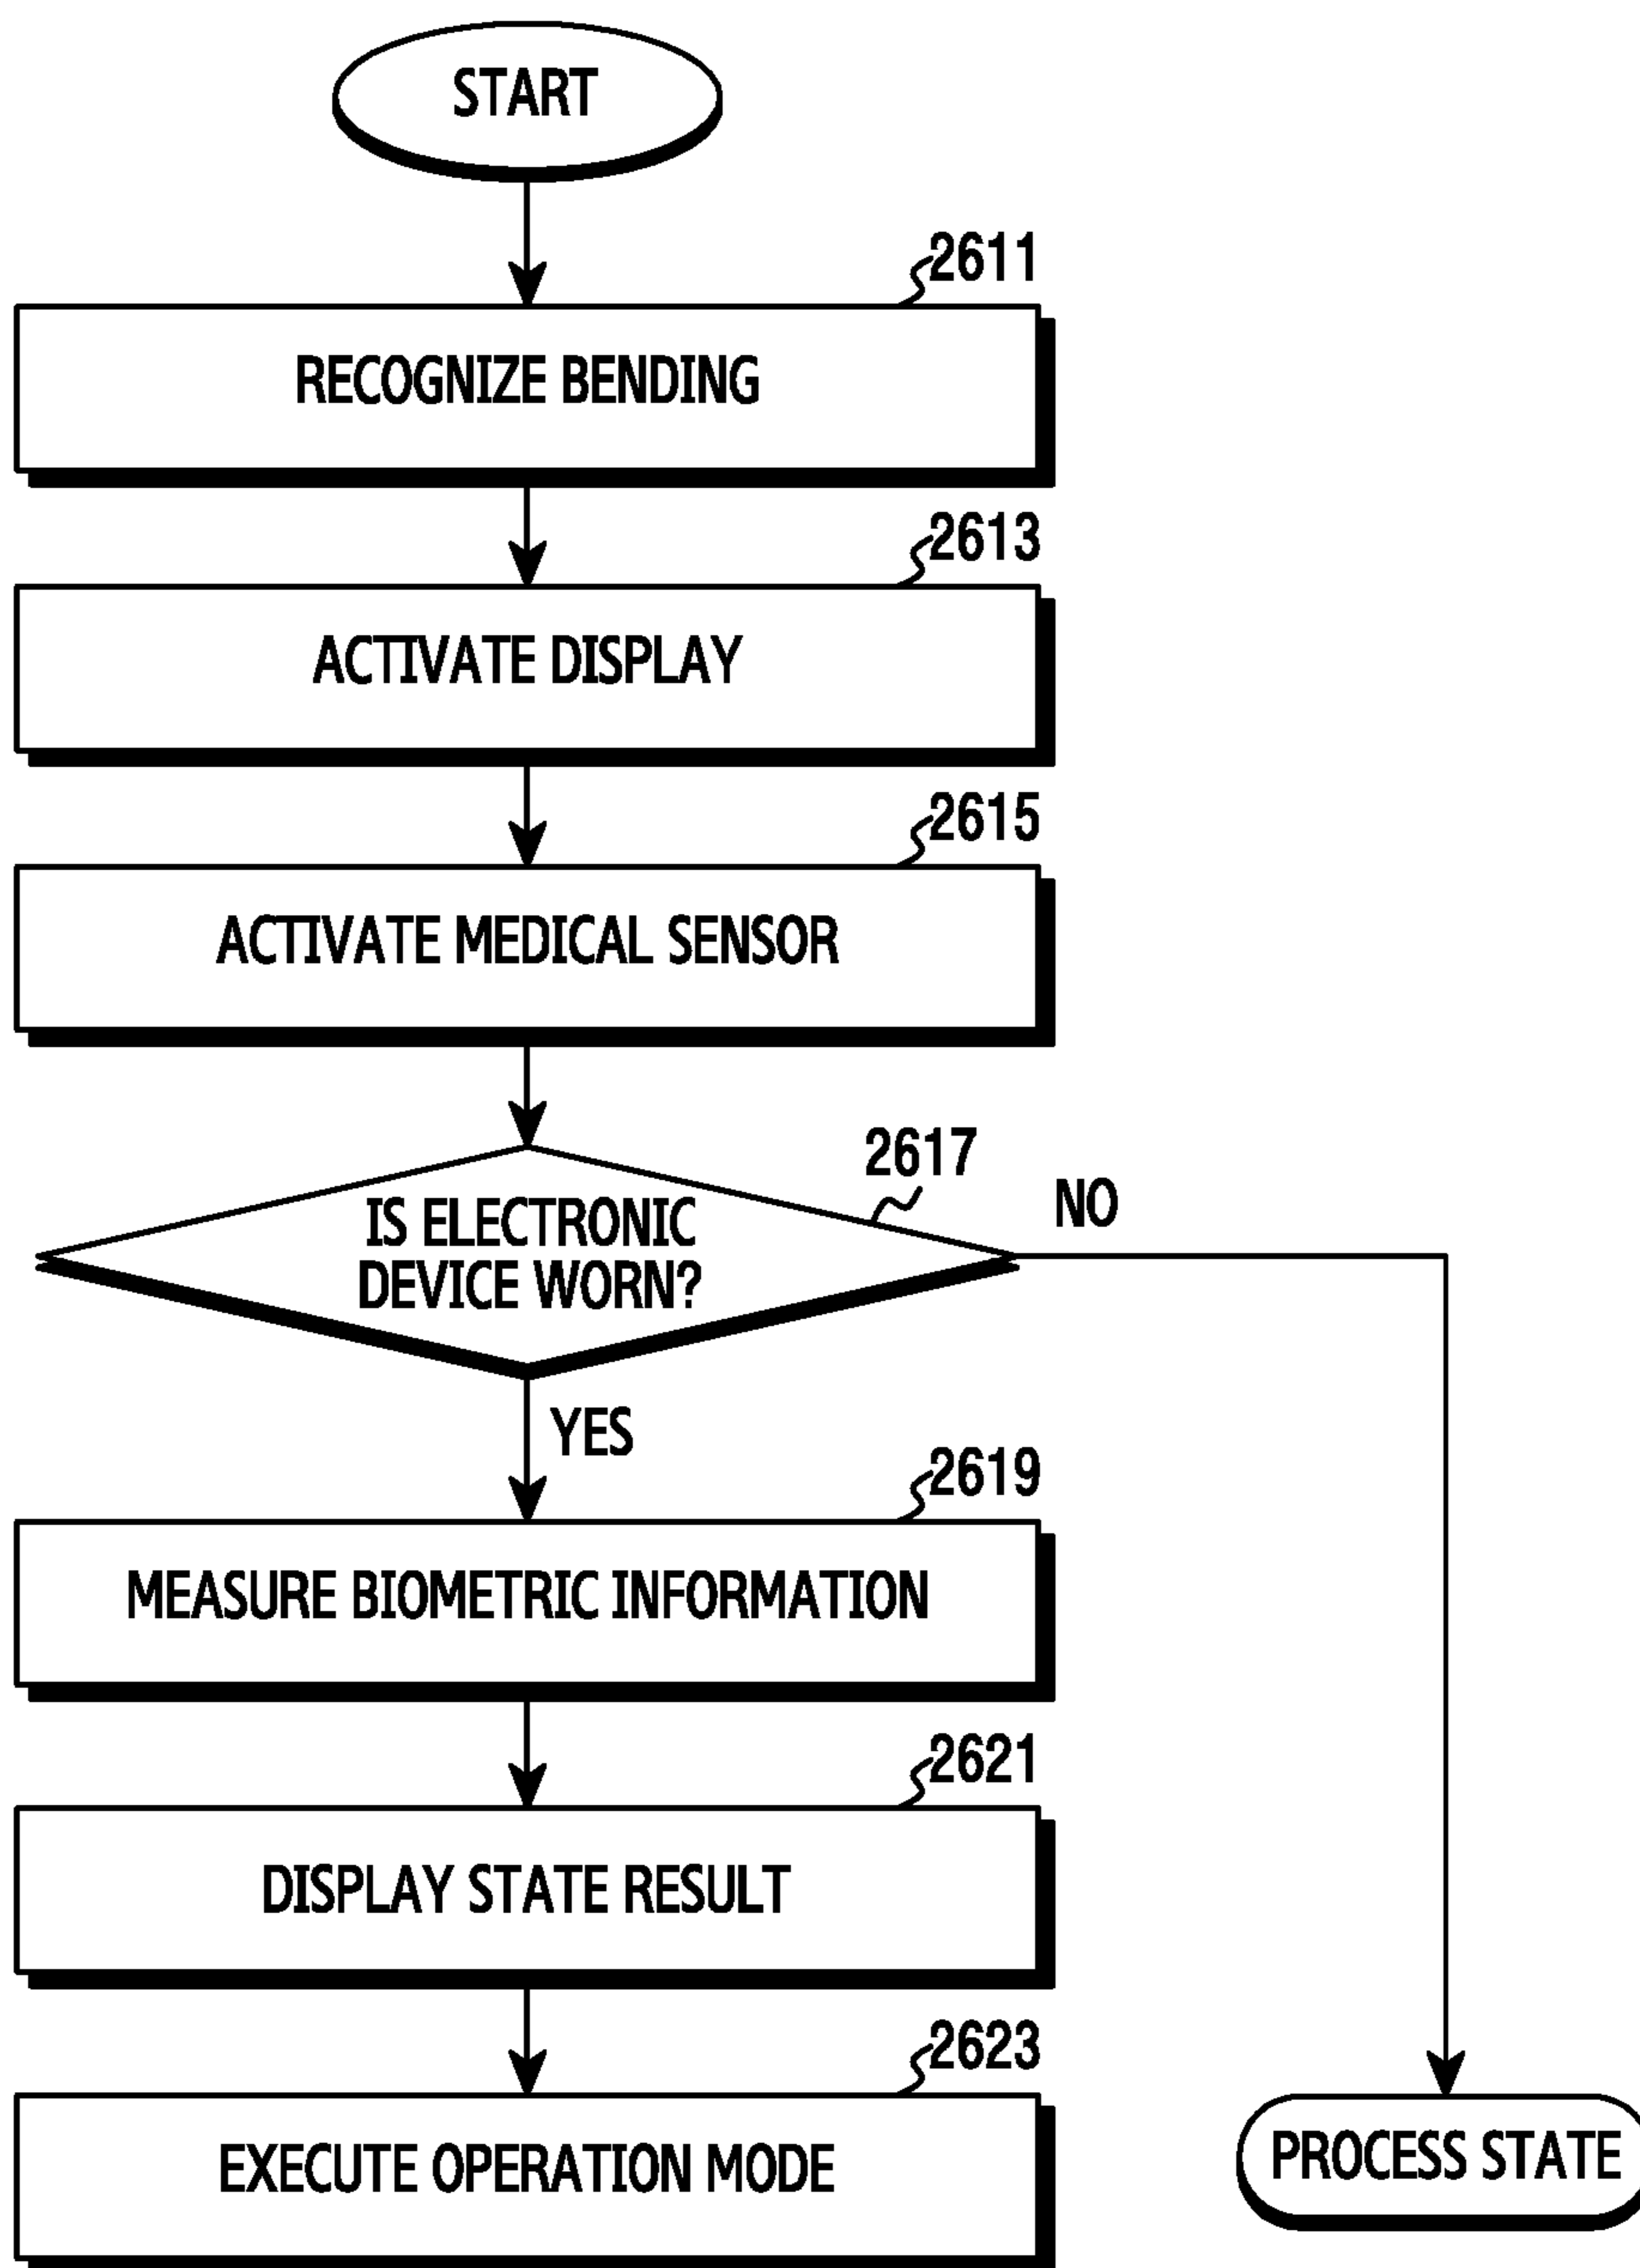 START
2611
RECOGNIZE BENDING
2613
ACTIVATE DISPLAY
2615
ACTIVATE MEDICAL SENSOR
2617
NO
IS ELECTRONIC
DEVICE WORN?
YES
2619
MEASURE BIOMETRIC INFORMATION
2621
DISPLAY STATE RESULT
2623
EXECUTE OPERATION MODE
PROCESS STATE